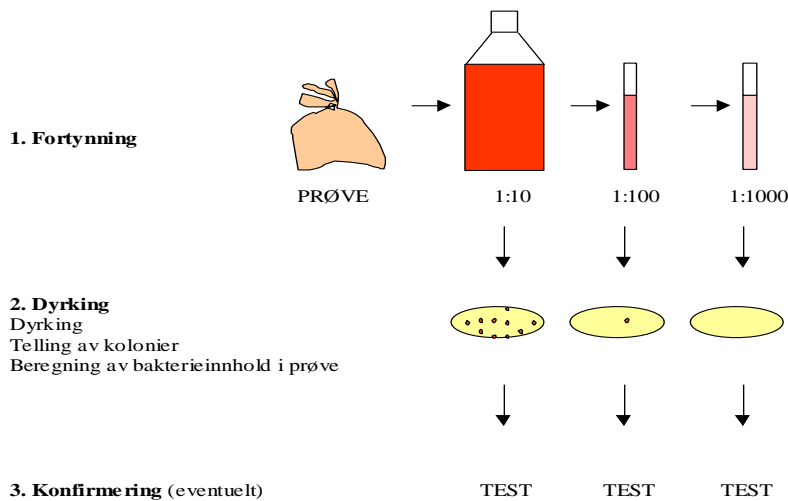 1. Fortynning
PRØVE 1:10 1:100 1:1000
2. Dyrking
Dyrking
Telling av kolonier
Beregning av bakterieinnhold i prøve
3. Konfirmering (eventuelt) TEST TEST TEST